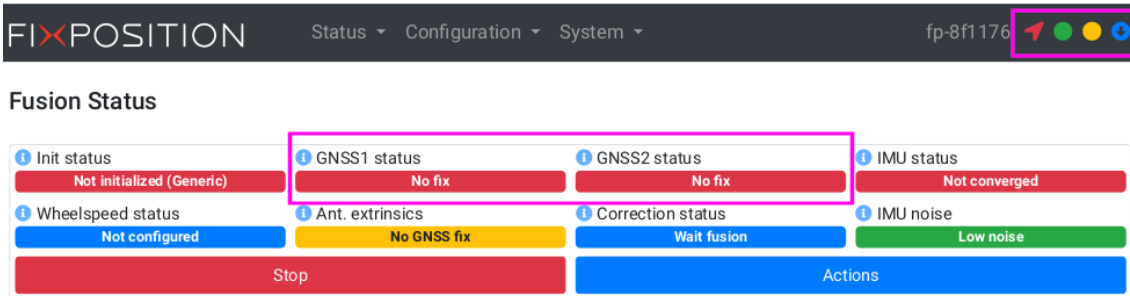 FIXPOSITION Status Configuration System fp-8f1176
Fusion Status
Init status GNSS1 status GNSS2 status IMU status
Not initialized (Generic) No fix No fix Not converged
Wheelspeed status Ant. extrinsics Correction status IMU noise
Not configured No GNSS fix Wait fusion Low noise
Stop Actions